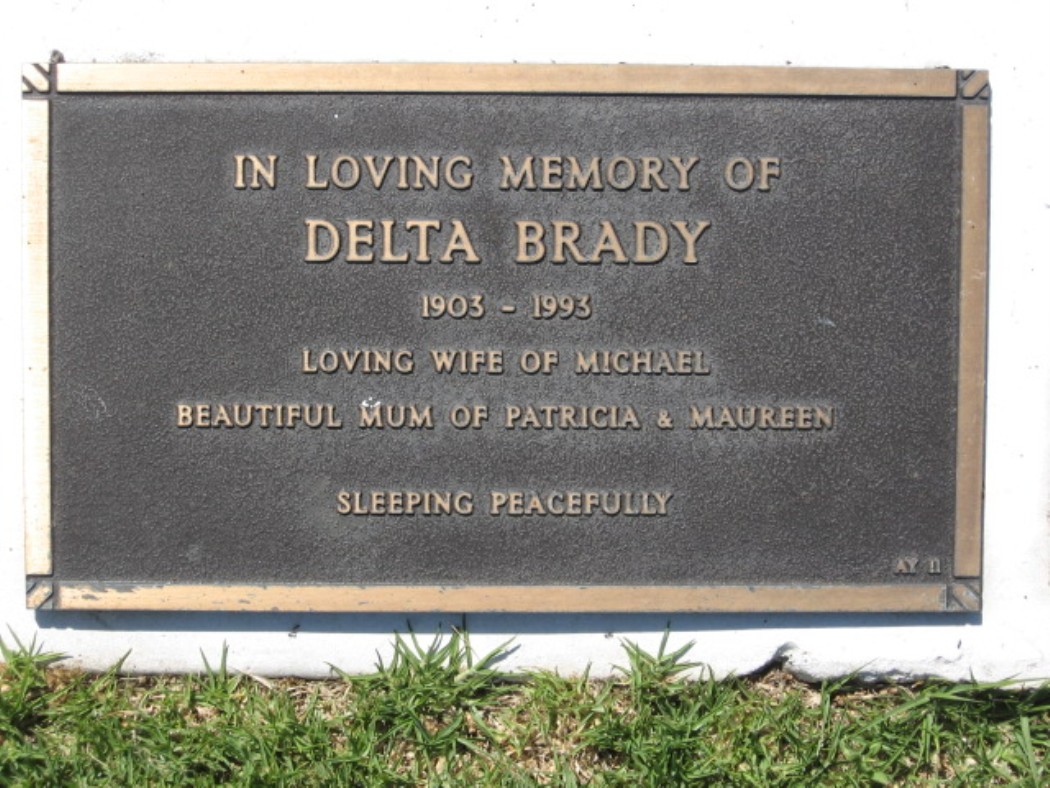 IN LOVING MEMORY OF
DELTA BRADY
1903 - 1993
LOVING WIFE OF MICHAEL
BEAUTIFUL MUM OF PATRICIA & MAUREEN
SLEEPING PEACEFULLY
AY 11